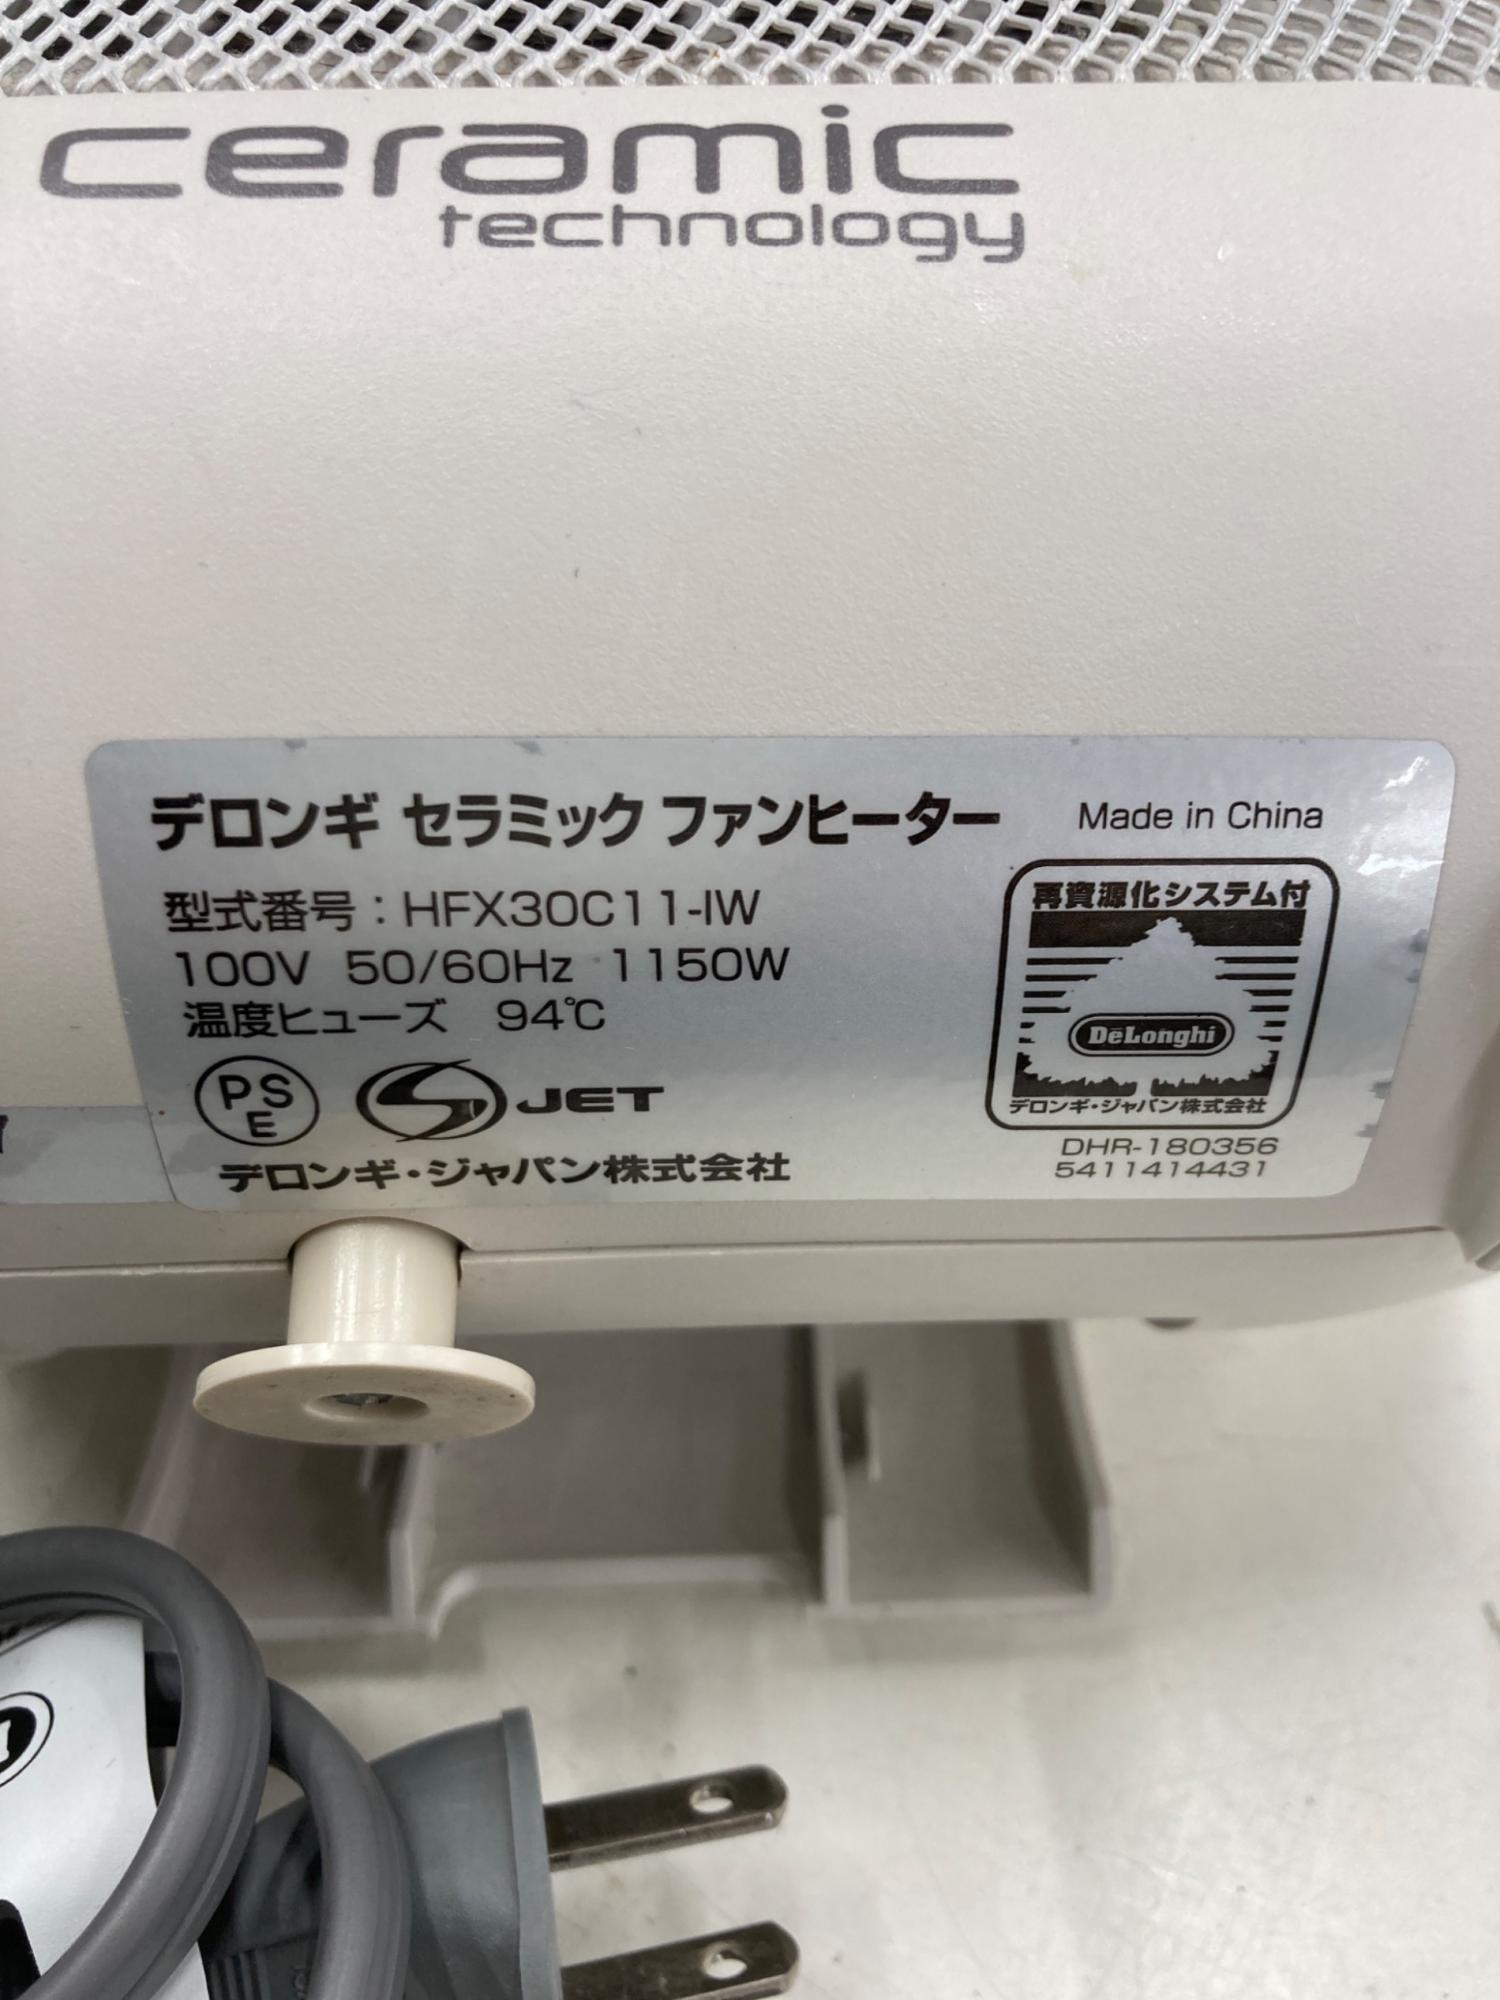 ceramic
technology
デロンギ セラミック ファンヒーター
Made in China
型式番号：HFX30C11-IW
100V 50/60Hz 1150W
温度ヒューズ 94℃
PS
E
JET
デロンギ・ジャパン株式会社
再資源化システム付
DeLonghi
デロンギ・ジャパン株式会社
DHR-180356
5411414431